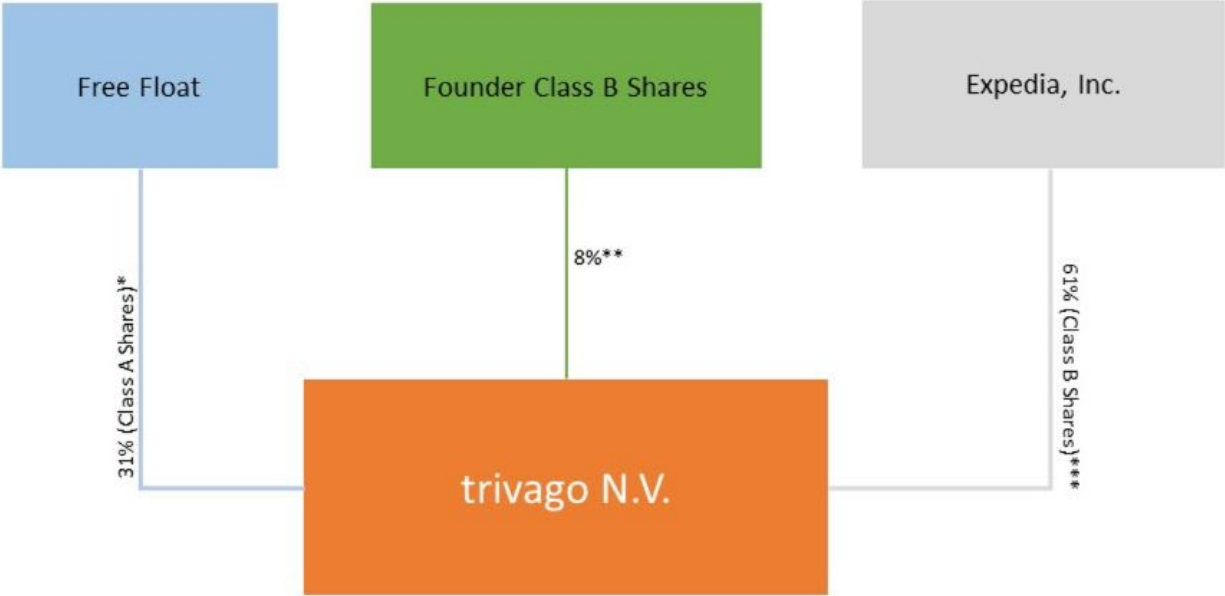 Free Float
Founder Class B Shares
Expedia, Inc.
31% (Class A Shares)*
8%**
61% (Class B Shares)***
trivago N.V.